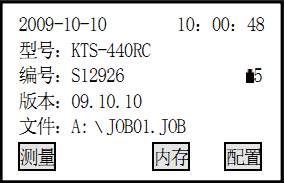 2009-10-10 10：00：48
型号：KTS-440RC
编号：S12926 5
版本：09.10.10
文件：A：\JOB01.JOB
测量 内存 配置